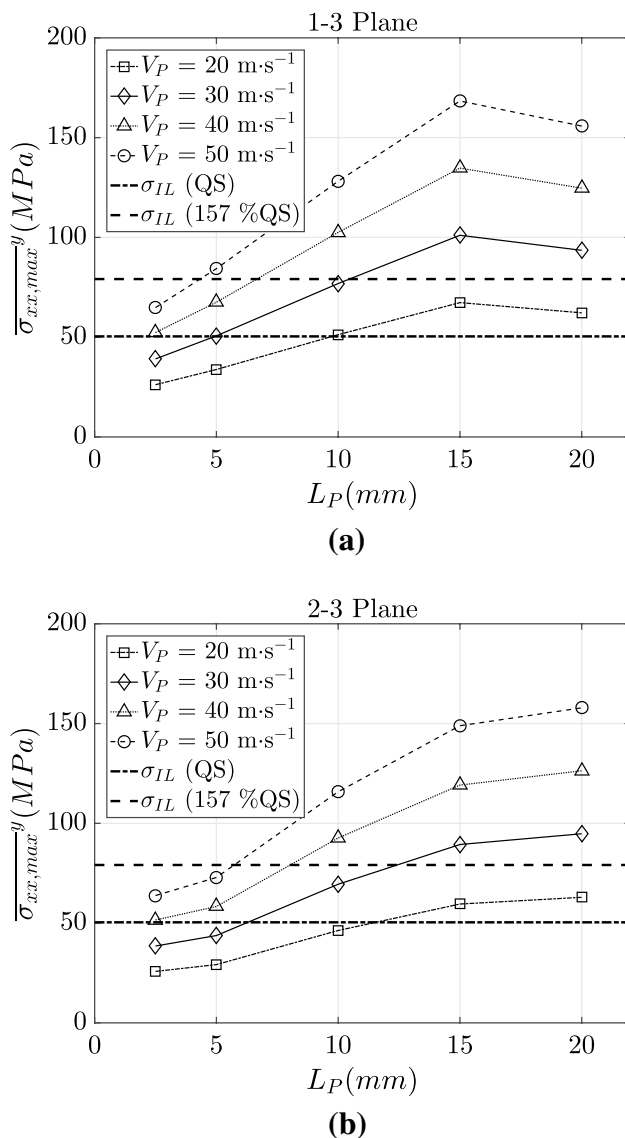 1-3 Plane
200
150
100
50
0
V_P = 20 m·s⁻¹
V_P = 30 m·s⁻¹
V_P = 40 m·s⁻¹
V_P = 50 m·s⁻¹
σ_IL (QS)
σ_IL (157 %QS)
σ̅_xx,max^y (MPa)
0 5 10 15 20
L_P(mm)
(a)
2-3 Plane
200
150
100
50
0
V_P = 20 m·s⁻¹
V_P = 30 m·s⁻¹
V_P = 40 m·s⁻¹
V_P = 50 m·s⁻¹
σ_IL (QS)
σ_IL (157 %QS)
σ̅_xx,max^y (MPa)
0 5 10 15 20
L_P(mm)
(b)